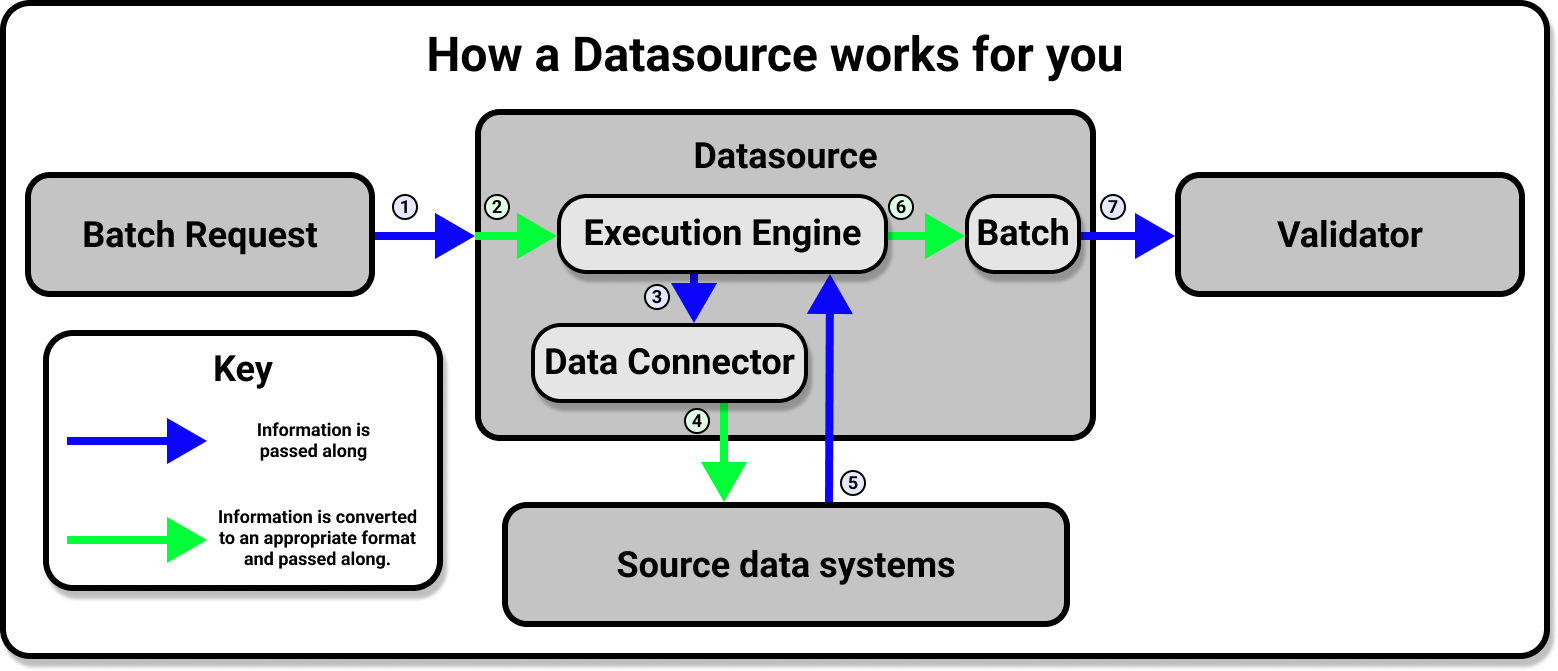 How a Datasource works for you
Datasource
Batch Request
1
2
Execution Engine
6
Batch
7
Validator
3
Data Connector
4
5
Source data systems
Key
Information is
passed along
Information is converted
to an appropriate format
and passed along.